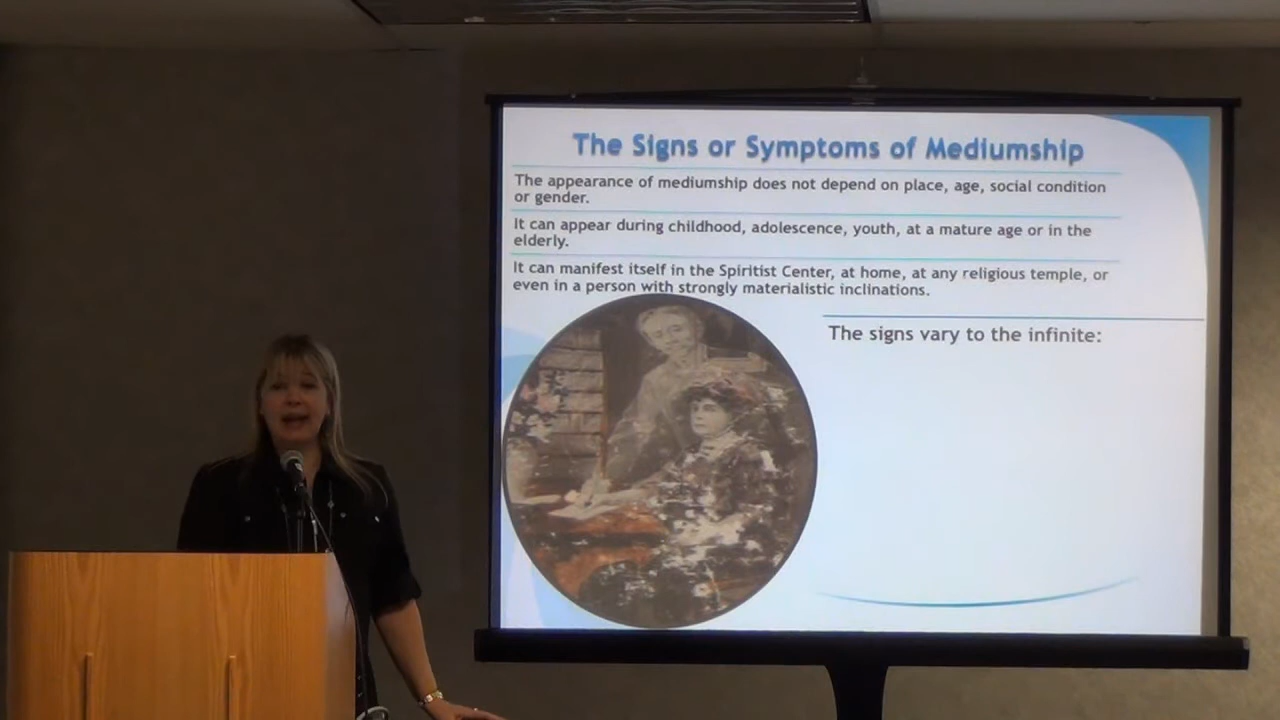 The Signs or Symptoms of Mediumship
The appearance of mediumship does not depend on place, age, social condition
or gender.
It can appear during childhood, adolescence, youth, at a mature age or in the
elderly.
It can manifest itself in the Spiritist Center, at home, at any religious temple, or
even in a person with strongly materialistic inclinations.
The signs vary to the infinite: